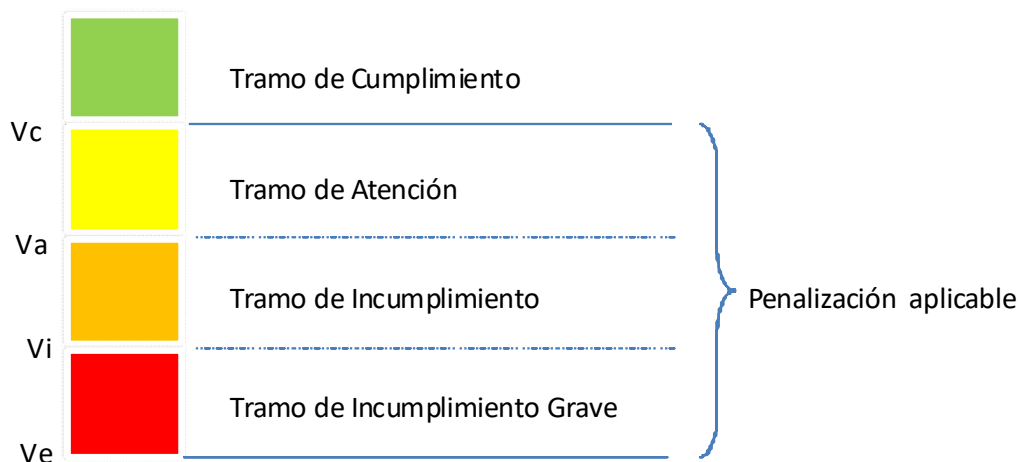 Tramo de Cumplimiento
Vc
Tramo de Atención
Va
Tramo de Incumplimiento
Penalización aplicable
Vi
Tramo de Incumplimiento Grave
Ve